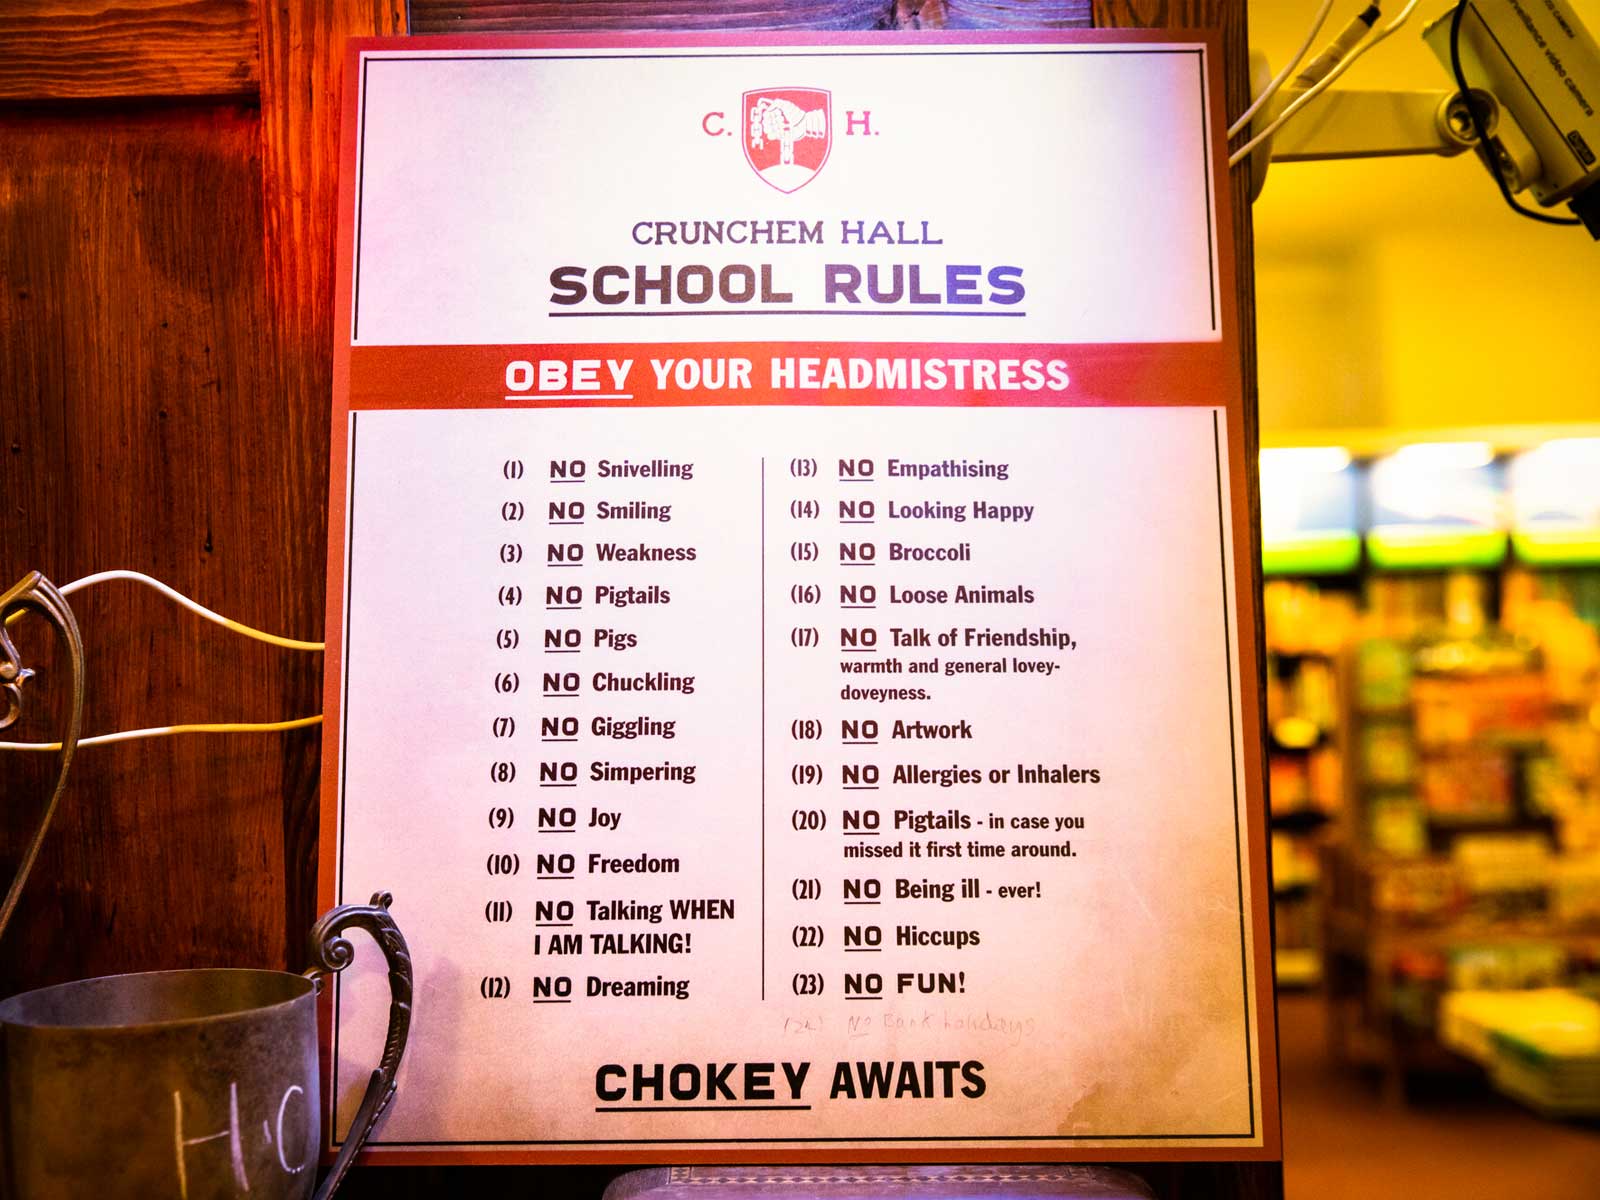 C. H.
CRUNCHEM HALL
SCHOOL RULES
OBEY YOUR HEADMISTRESS
(1) NO Snivelling
(2) NO Smiling
(3) NO Weakness
(4) NO Pigtails
(5) NO Pigs
(6) NO Chuckling
(7) NO Giggling
(8) NO Simpering
(9) NO Joy
(10) NO Freedom
(11) NO Talking WHEN
I AM TALKING!
(12) NO Dreaming
(13) NO Empathising
(14) NO Looking Happy
(15) NO Broccoli
(16) NO Loose Animals
(17) NO Talk of Friendship,
warmth and general lovey-
doveyness.
(18) NO Artwork
(19) NO Allergies or Inhalers
(20) NO Pigtails - in case you
missed it first time around.
(21) NO Being ill - ever!
(22) NO Hiccups
(23) NO FUN!
(24) No Bank holidays
CHOKEY AWAITS
H.C
surveillance video camera